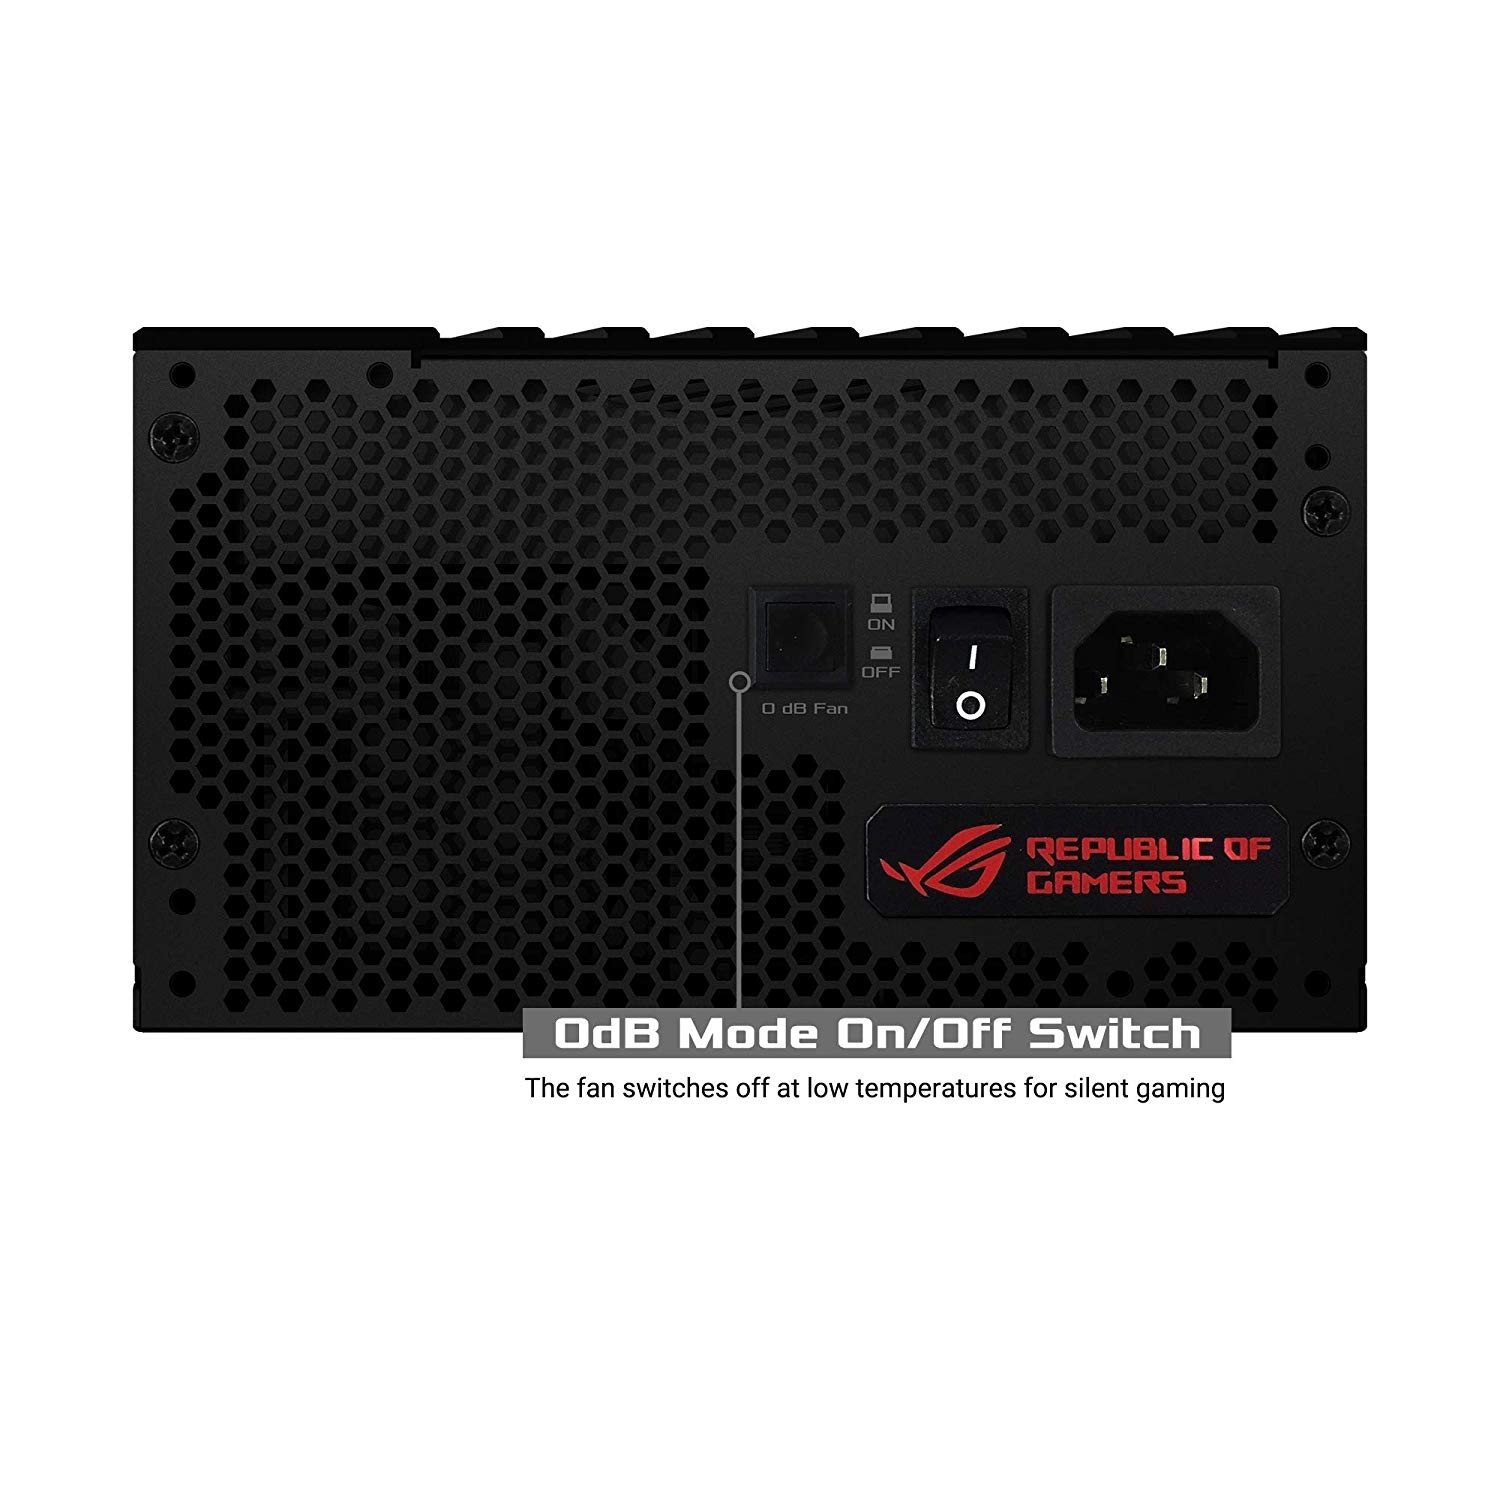 ON
OFF
0 dB Fan
REPUBLIC OF
GAMERS
0dB Mode On/Off Switch
The fan switches off at low temperatures for silent gaming